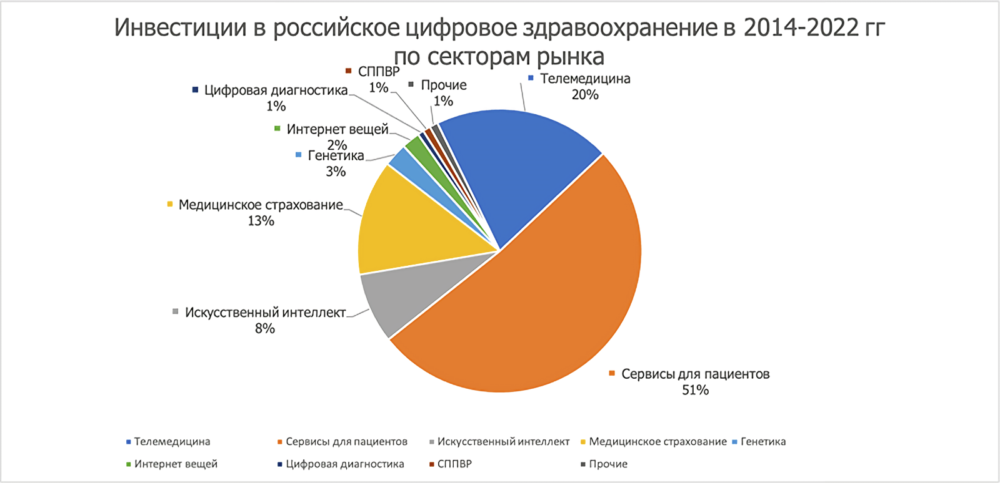 Инвестиции в российское цифровое здравоохранение в 2014-2022 гг
по секторам рынка
СППВР
1%
Прочие
1%
Телемедицина
20%
Цифровая диагностика
1%
Интернет вещей
2%
Генетика
3%
Медицинское страхование
13%
Искусственный интеллект
8%
Сервисы для пациентов
51%
Телемедицина
Сервисы для пациентов
Искусственный интеллект
Медицинское страхование
Генетика
Интернет вещей
Цифровая диагностика
СППВР
Прочие